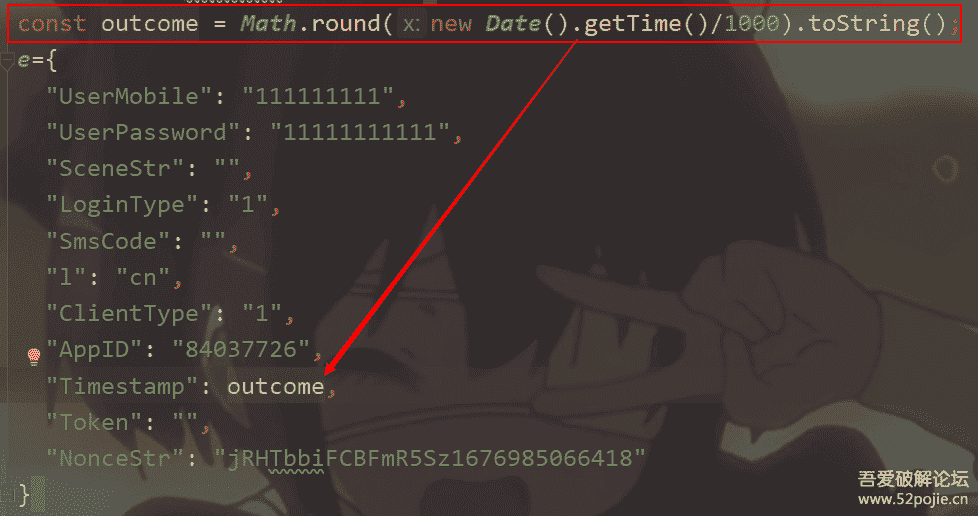 const outcome = Math.round( x: new Date().getTime()/1000).toString();
e={
"UserMobile": "111111111",
"UserPassword": "11111111111",
"SceneStr": "",
"LoginType": "1",
"SmsCode": "",
"l": "cn",
"ClientType": "1",
"AppID": "84037726",
"Timestamp": outcome,
"Token": "",
"NonceStr": "jRHTbbiFCBFmR5Sz1676985066418"
}
吾爱破解论坛
www.52pojie.cn